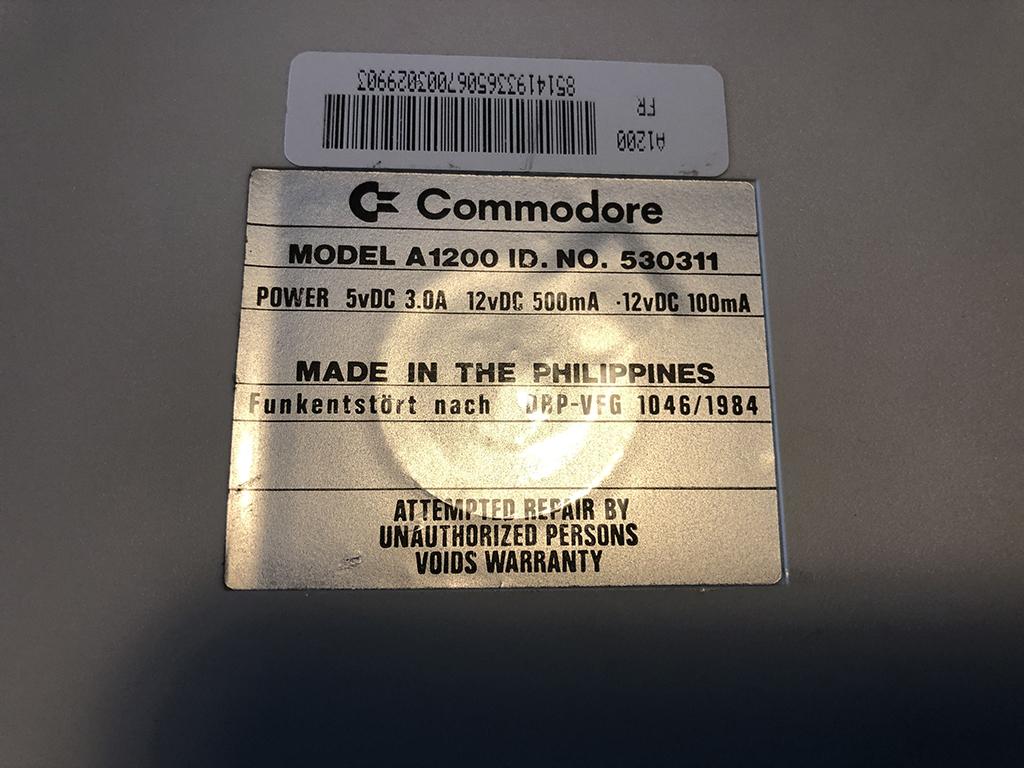 A1200
FR
8514193365067003029903
Commodore
MODEL A1200 ID. NO. 530311
POWER 5vDC 3.0A 12vDC 500mA -12vDC 100mA
MADE IN THE PHILIPPINES
Funkentstört nach DBP-VFG 1046/1984
ATTEMPTED REPAIR BY
UNAUTHORIZED PERSONS
VOIDS WARRANTY